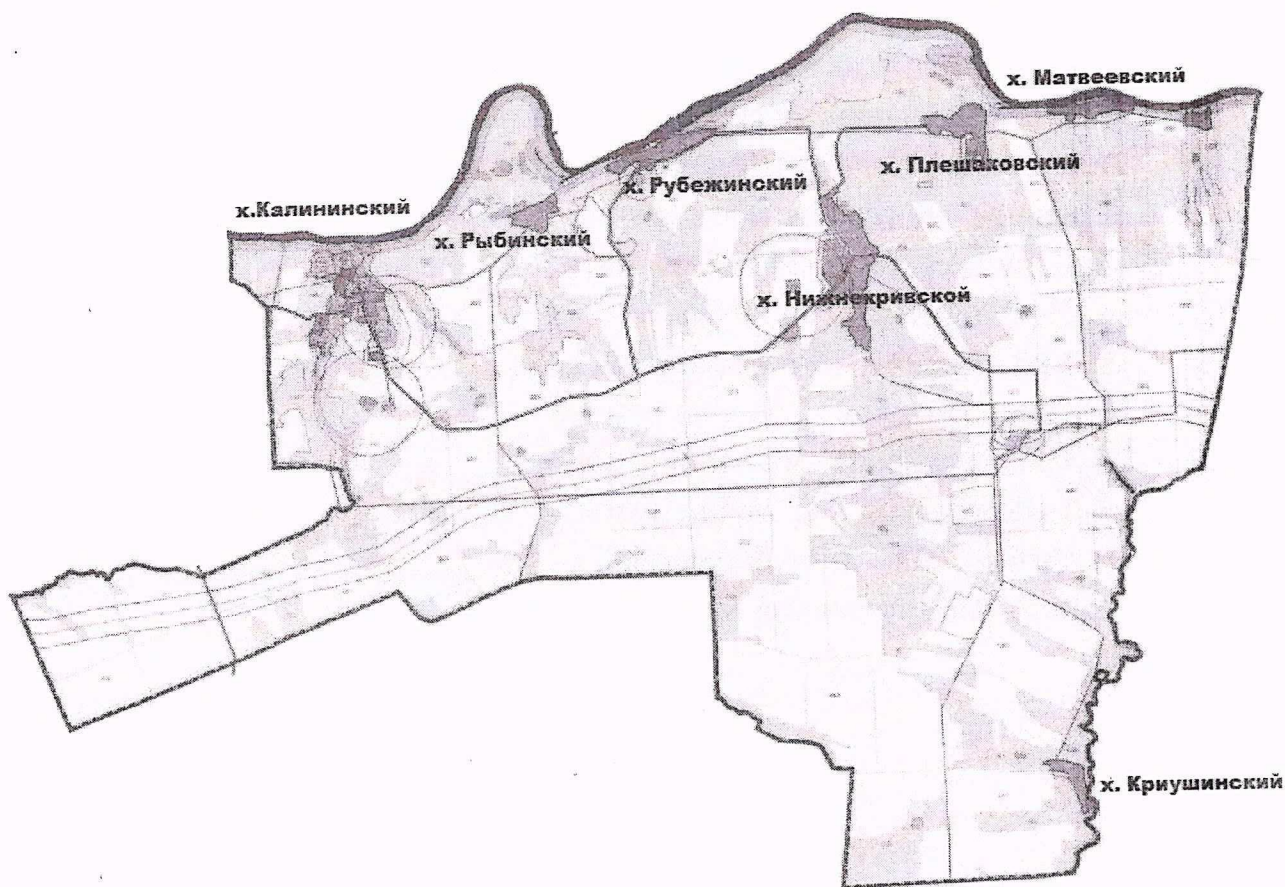 х. Матвеевский
х. Плешаковский
х. Рубежинский
х.Калининский
х. Рыбинский
х. Нижнекривской
х. Криушинский